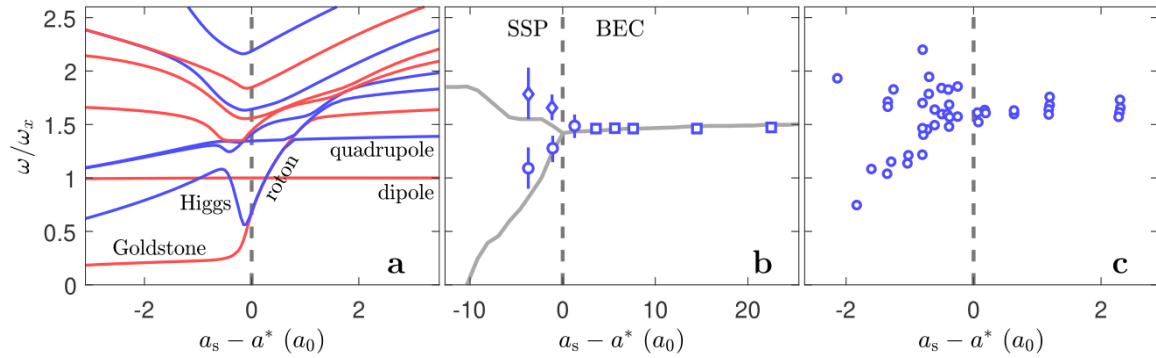 2.5
2
1.5
1
0.5
0
ω/ω_x
quadrupole
roton
dipole
Higgs
Goldstone
a
-2 0 2
a_s − a* (a_0)
SSP BEC
b
-10 0 10 20
a_s − a* (a_0)
c
-2 0 2
a_s − a* (a_0)